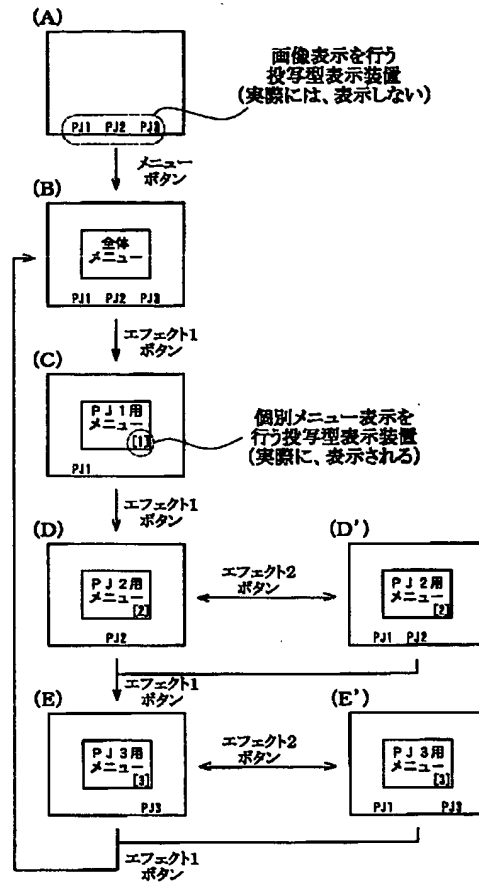 (A)
画像表示を行う
投写型表示装置
(実際には、表示しない)
PJ1 PJ2 PJ3
メニュー
ボタン
(B)
全体
メニュー
PJ1 PJ2 PJ3
エフェクト1
ボタン
(C)
PJ1用
メニュー
[1]
PJ1
個別メニュー表示を
行う投写型表示装置
(実際に、表示される)
エフェクト1
ボタン
(D)
PJ2用
メニュー
[2]
PJ2
エフェクト2
ボタン
(D')
PJ2用
メニュー
[2]
PJ1 PJ2
エフェクト1
ボタン
(E)
PJ3用
メニュー
[3]
PJ3
エフェクト2
ボタン
(E')
PJ3用
メニュー
[3]
PJ1 PJ3
エフェクト1
ボタン